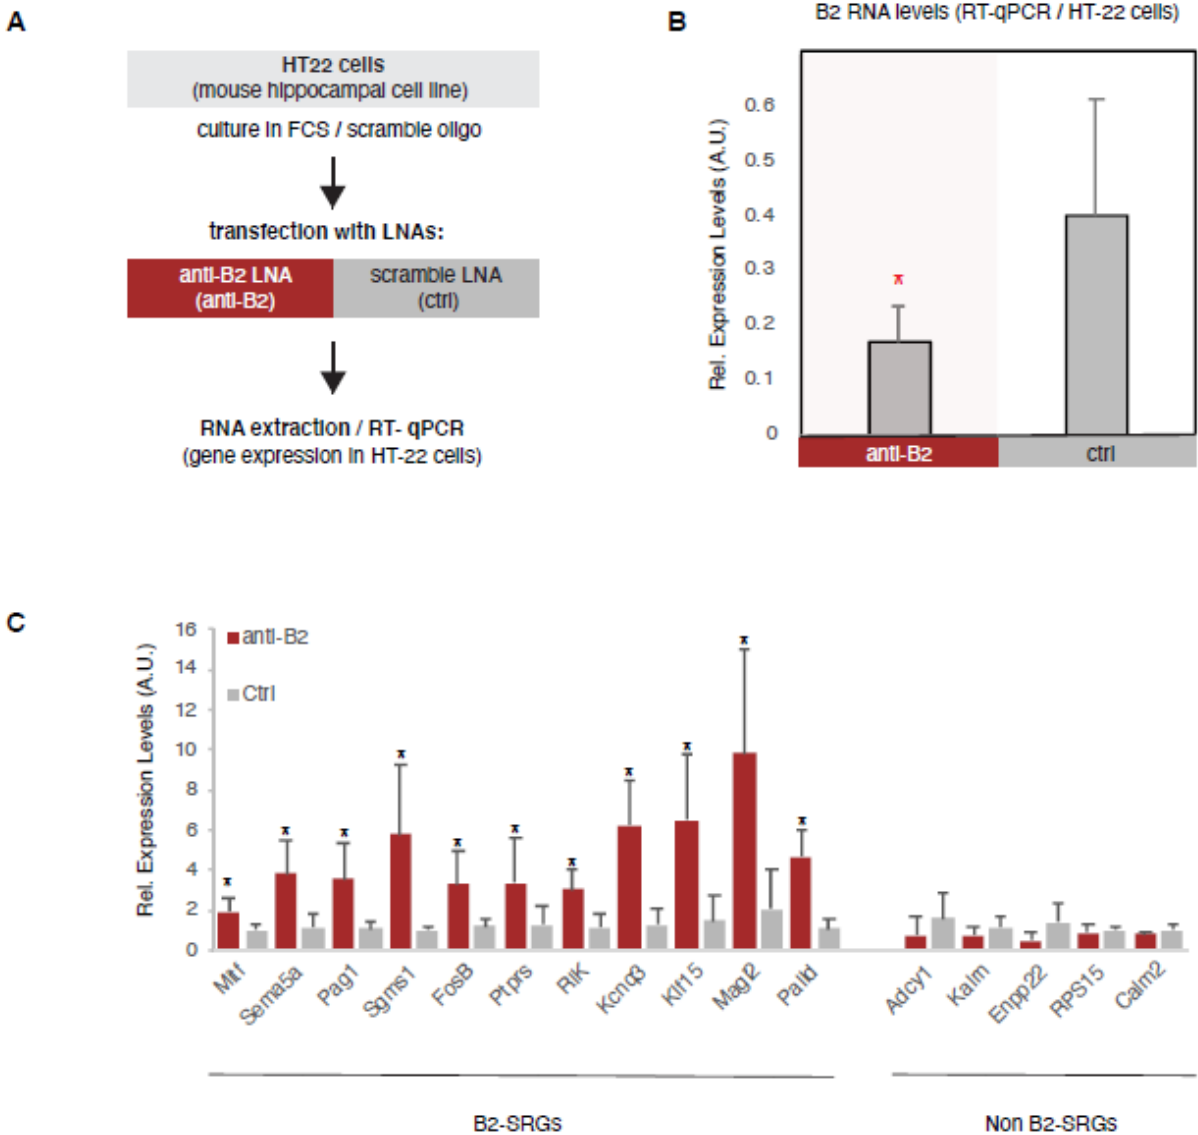 A
HT22 cells
(mouse hippocampal cell line)
culture in FCS / scramble oligo
transfection with LNAs:
anti-B2 LNA
(anti-B2)
scramble LNA
(ctrl)
RNA extraction / RT- qPCR
(gene expression in HT-22 cells)
B
B2 RNA levels (RT-qPCR / HT-22 cells)
Rel. Expression Levels (A.U.)
0.6
0.5
0.4
0.3
0.2
0.1
0
*
anti-B2
ctrl
C
Rel. Expression Levels (A.U.)
16
14
12
10
8
6
4
2
0
anti-B2
Ctrl
* * * * * * * * * * *
Mitf
Sema5a
Pag1
Sgms1
FosB
Ptprs
RIK
Kcnq3
Klf15
Magi2
Palld
Adcy1
Kalrn
Enpp22
RPS15
Calm2
B2-SRGs
Non B2-SRGs